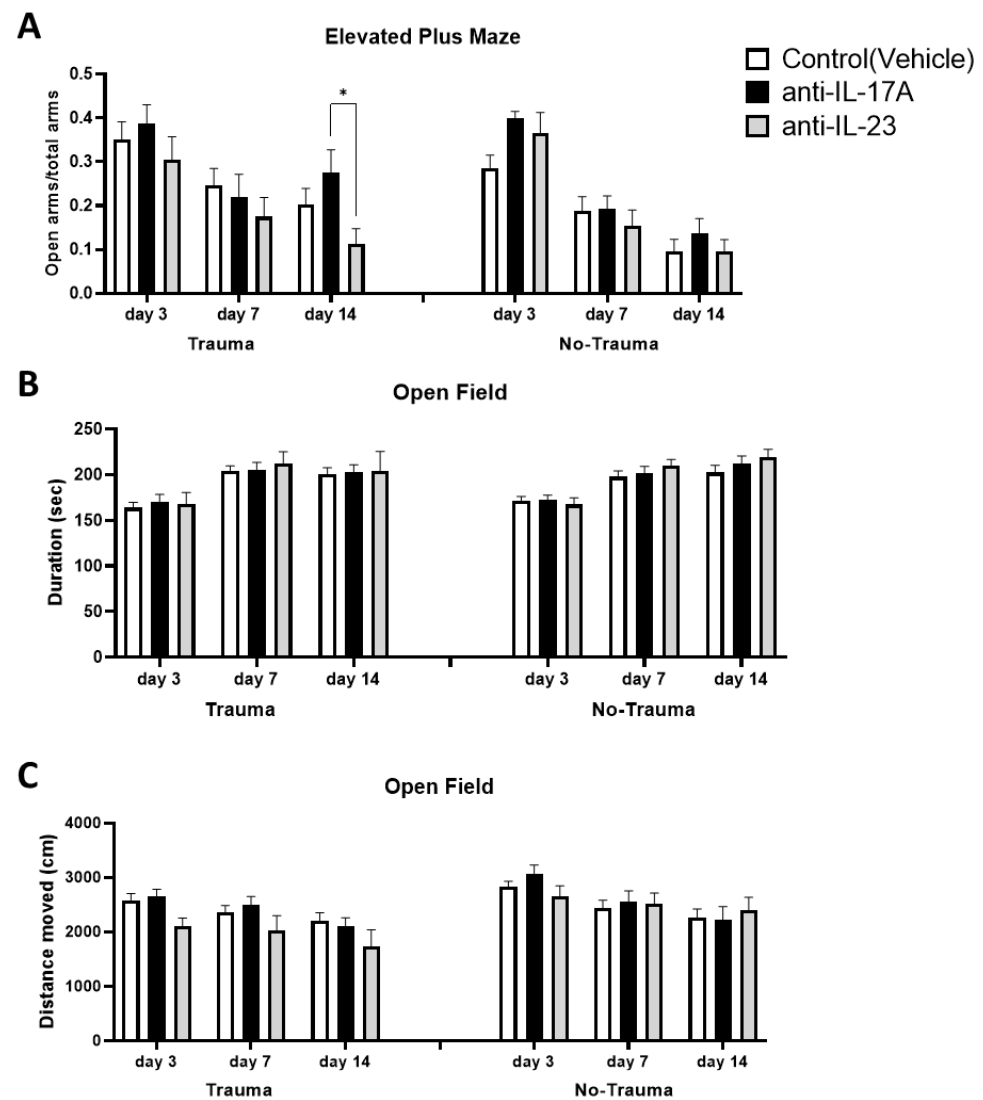 A
Elevated Plus Maze
Control(Vehicle)
anti-IL-17A
anti-IL-23
Open arms/total arms
0.5
0.4
0.3
0.2
0.1
0.0
*
day 3 day 7 day 14 day 3 day 7 day 14
Trauma No-Trauma
B
Open Field
Duration (sec)
250
200
150
100
50
0
day 3 day 7 day 14 day 3 day 7 day 14
Trauma No-Trauma
C
Open Field
Distance moved (cm)
4000
3000
2000
1000
0
day 3 day 7 day 14 day 3 day 7 day 14
Trauma No-Trauma